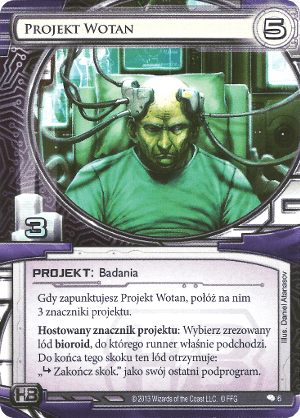 PROJEKT WOTAN
5
3
PROJEKT: Badania
Gdy zapunktujesz Projekt Wotan, połóż na nim
3 znaczniki projektu.
Hostowany znacznik projektu: Wybierz zrezowany
lód bioroid, do którego runner właśnie podchodzi.
Do końca tego skoku ten lód otrzymuje:
„↳ Zakończ skok.” jako swój ostatni podprogram.
Illus. Daniel Atanasov
HB
© 2013 Wizards of the Coast LLC. © FFG
6